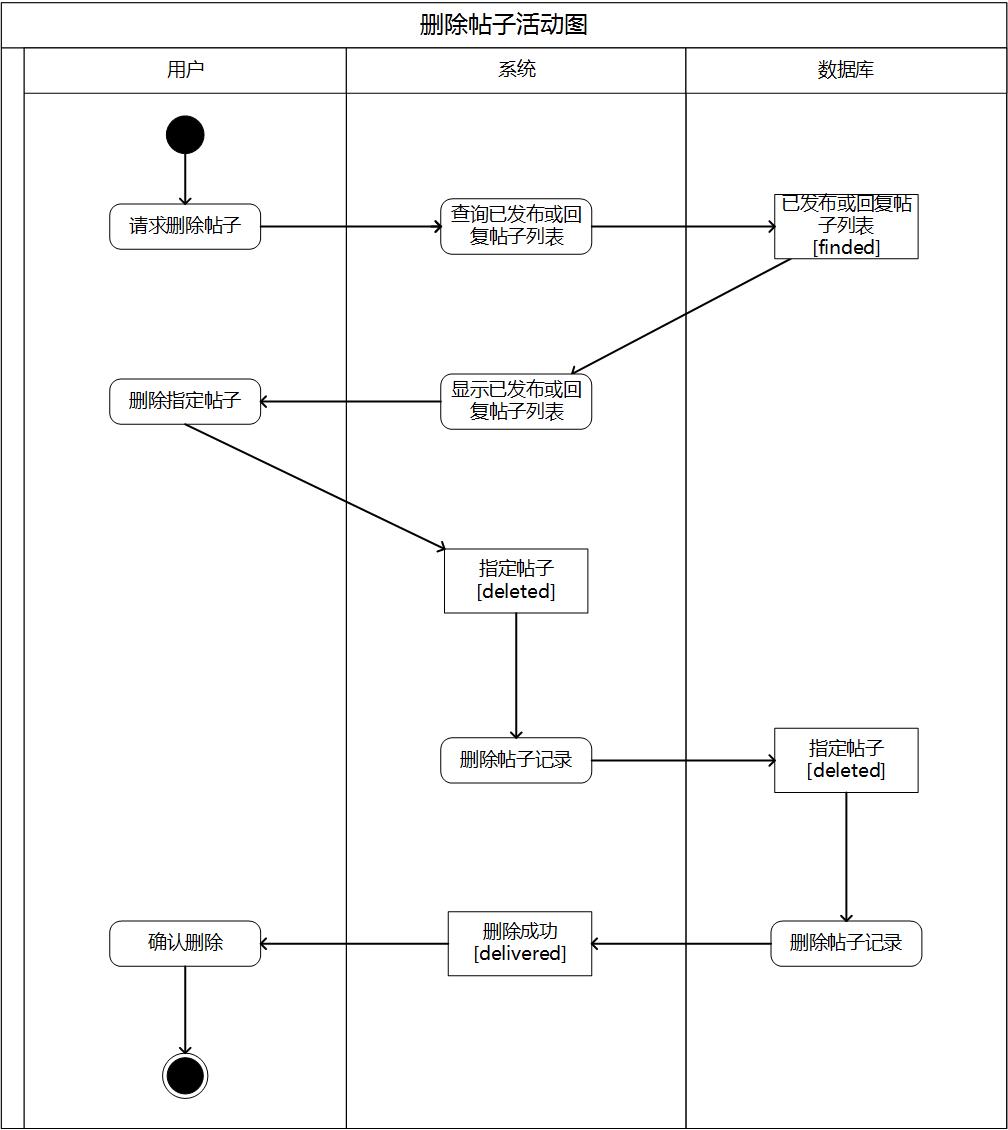 删除帖子活动图
用户
系统
数据库
请求删除帖子
查询已发布或回
复帖子列表
已发布或回复帖
子列表
[finded]
删除指定帖子
显示已发布或回
复帖子列表
指定帖子
[deleted]
删除帖子记录
指定帖子
[deleted]
确认删除
删除成功
[delivered]
删除帖子记录